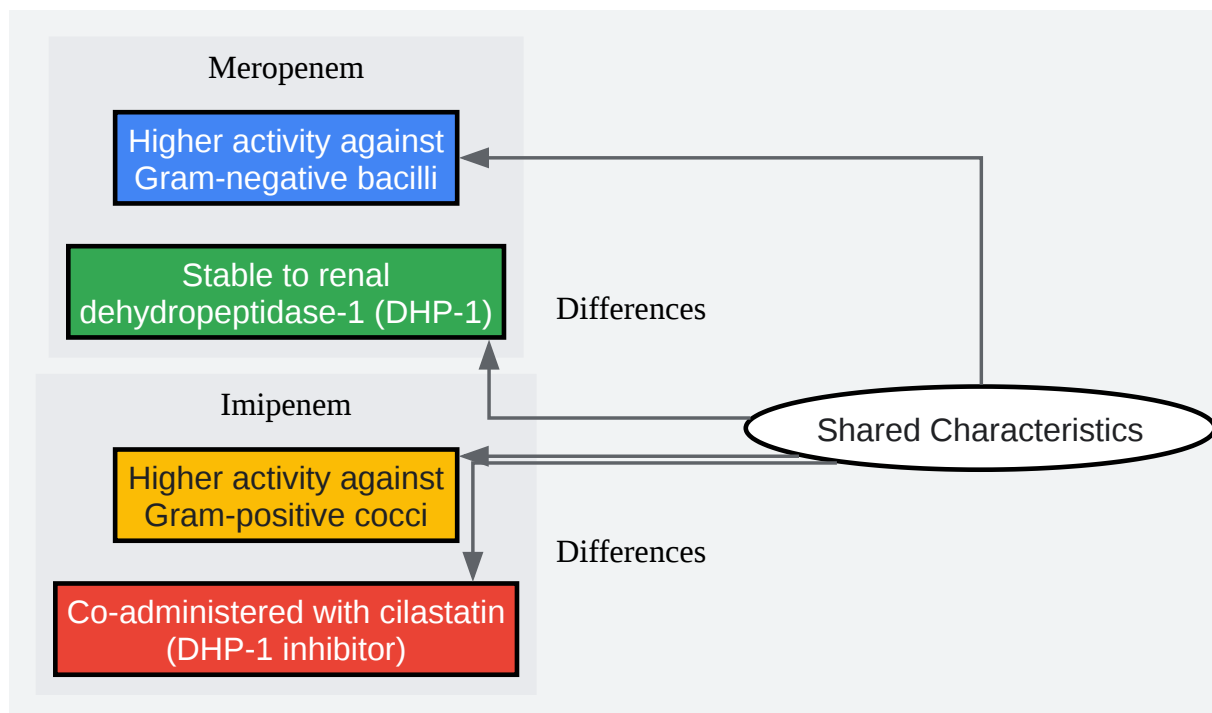 Meropenem
Higher activity against
Gram-negative bacilli
Stable to renal
dehydropeptidase-1 (DHP-1)
Differences
Imipenem
Shared Characteristics
Higher activity against
Gram-positive cocci
Differences
Co-administered with cilastatin
(DHP-1 inhibitor)